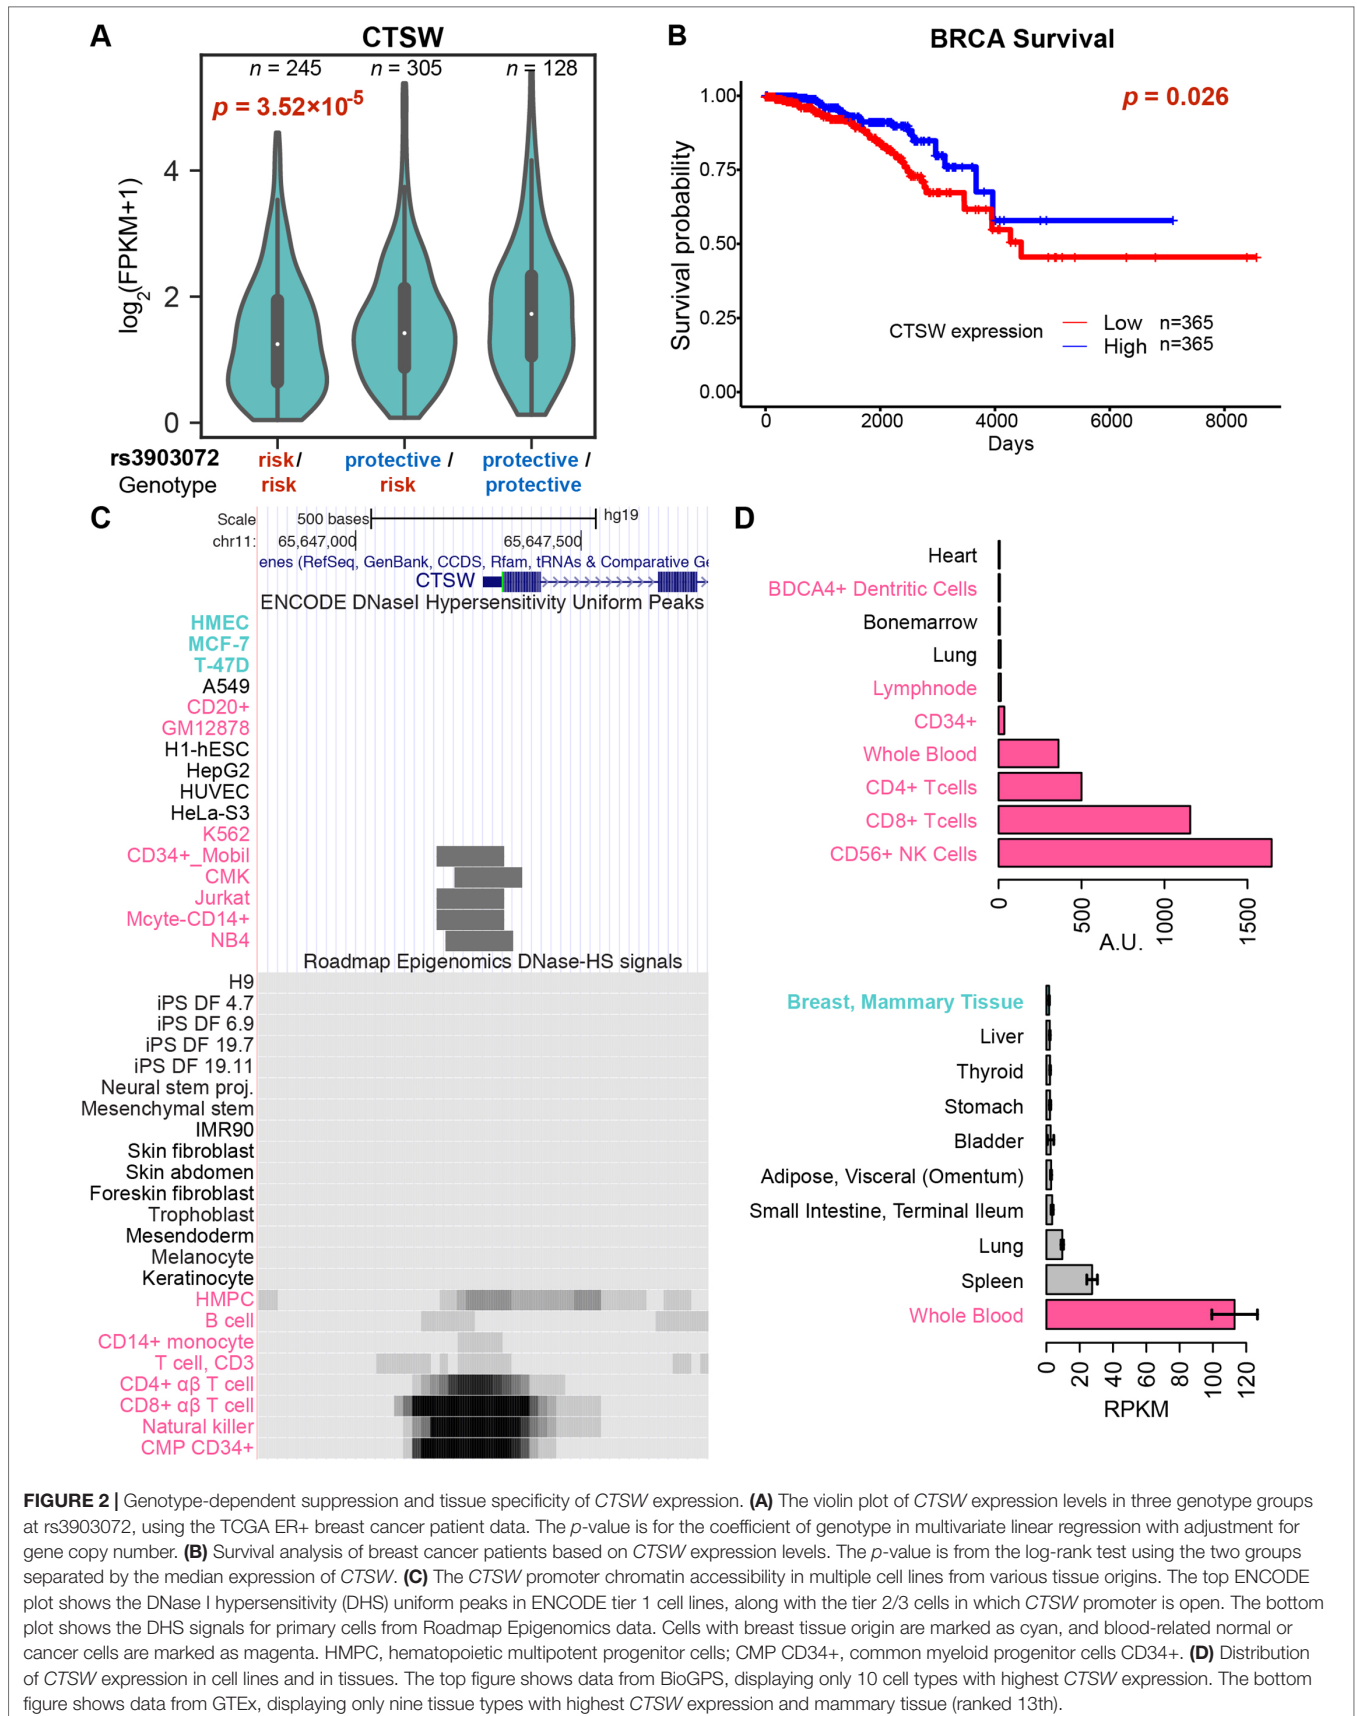 A
CTSW
n = 245
n = 305
n = 128
p = 3.52×10-5
4
2
0
log2(FPKM+1)
rs3903072
Genotype
risk/
risk
protective /
risk
protective /
protective
B
BRCA Survival
p = 0.026
1.00
0.75
0.50
0.25
0.00
Survival probability
CTSW expression
Low n=365
High n=365
0 2000 4000 6000 8000
Days
C
Scale 500 bases hg19
chr11: 65,647,000 65,647,500
enes (RefSeq, GenBank, CCDS, Rfam, tRNAs & Comparative Ge
CTSW
ENCODE DNaseI Hypersensitivity Uniform Peaks
HMEC
MCF-7
T-47D
A549
CD20+
GM12878
H1-hESC
HepG2
HUVEC
HeLa-S3
K562
CD34+_Mobil
CMK
Jurkat
Mcyte-CD14+
NB4
Roadmap Epigenomics DNase-HS signals
H9
iPS DF 4.7
iPS DF 6.9
iPS DF 19.7
iPS DF 19.11
Neural stem proj.
Mesenchymal stem
IMR90
Skin fibroblast
Skin abdomen
Foreskin fibroblast
Trophoblast
Mesendoderm
Melanocyte
Keratinocyte
HMPC
B cell
CD14+ monocyte
T cell, CD3
CD4+ αβ T cell
CD8+ αβ T cell
Natural killer
CMP CD34+
D
Heart
BDCA4+ Dentritic Cells
Bonemarrow
Lung
Lymphnode
CD34+
Whole Blood
CD4+ Tcells
CD8+ Tcells
CD56+ NK Cells
0 500 1000 1500
A.U.
Breast, Mammary Tissue
Liver
Thyroid
Stomach
Bladder
Adipose, Visceral (Omentum)
Small Intestine, Terminal Ileum
Lung
Spleen
Whole Blood
0 20 40 60 80 100 120
RPKM
FIGURE 2 | Genotype-dependent suppression and tissue specificity of CTSW expression. (A) The violin plot of CTSW expression levels in three genotype groups
at rs3903072, using the TCGA ER+ breast cancer patient data. The p-value is for the coefficient of genotype in multivariate linear regression with adjustment for
gene copy number. (B) Survival analysis of breast cancer patients based on CTSW expression levels. The p-value is from the log-rank test using the two groups
separated by the median expression of CTSW. (C) The CTSW promoter chromatin accessibility in multiple cell lines from various tissue origins. The top ENCODE
plot shows the DNase I hypersensitivity (DHS) uniform peaks in ENCODE tier 1 cell lines, along with the tier 2/3 cells in which CTSW promoter is open. The bottom
plot shows the DHS signals for primary cells from Roadmap Epigenomics data. Cells with breast tissue origin are marked as cyan, and blood-related normal or
cancer cells are marked as magenta. HMPC, hematopoietic multipotent progenitor cells; CMP CD34+, common myeloid progenitor cells CD34+. (D) Distribution
of CTSW expression in cell lines and in tissues. The top figure shows data from BioGPS, displaying only 10 cell types with highest CTSW expression. The bottom
figure shows data from GTEx, displaying only nine tissue types with highest CTSW expression and mammary tissue (ranked 13th).